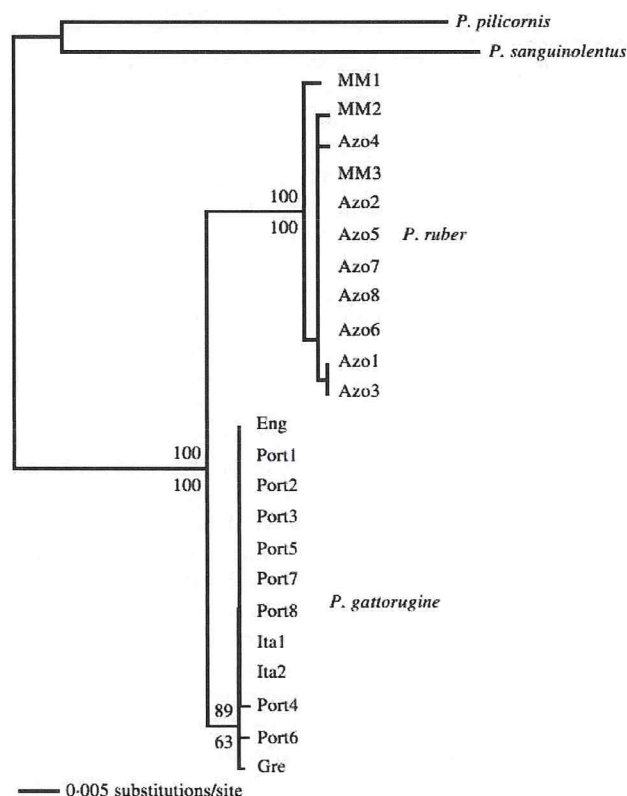 P. pilicornis
P. sanguinolentus
MM1
MM2
Azo4
MM3
100
Azo2
100
Azo5 P. ruber
Azo7
Azo8
Azo6
Azo1
Azo3
Eng
100
Port1
100
Port2
Port3
Port5
Port7
P. gattorugine
Port8
Ita1
Ita2
89
Port4
63
Port6
Gre
0·005 substitutions/site